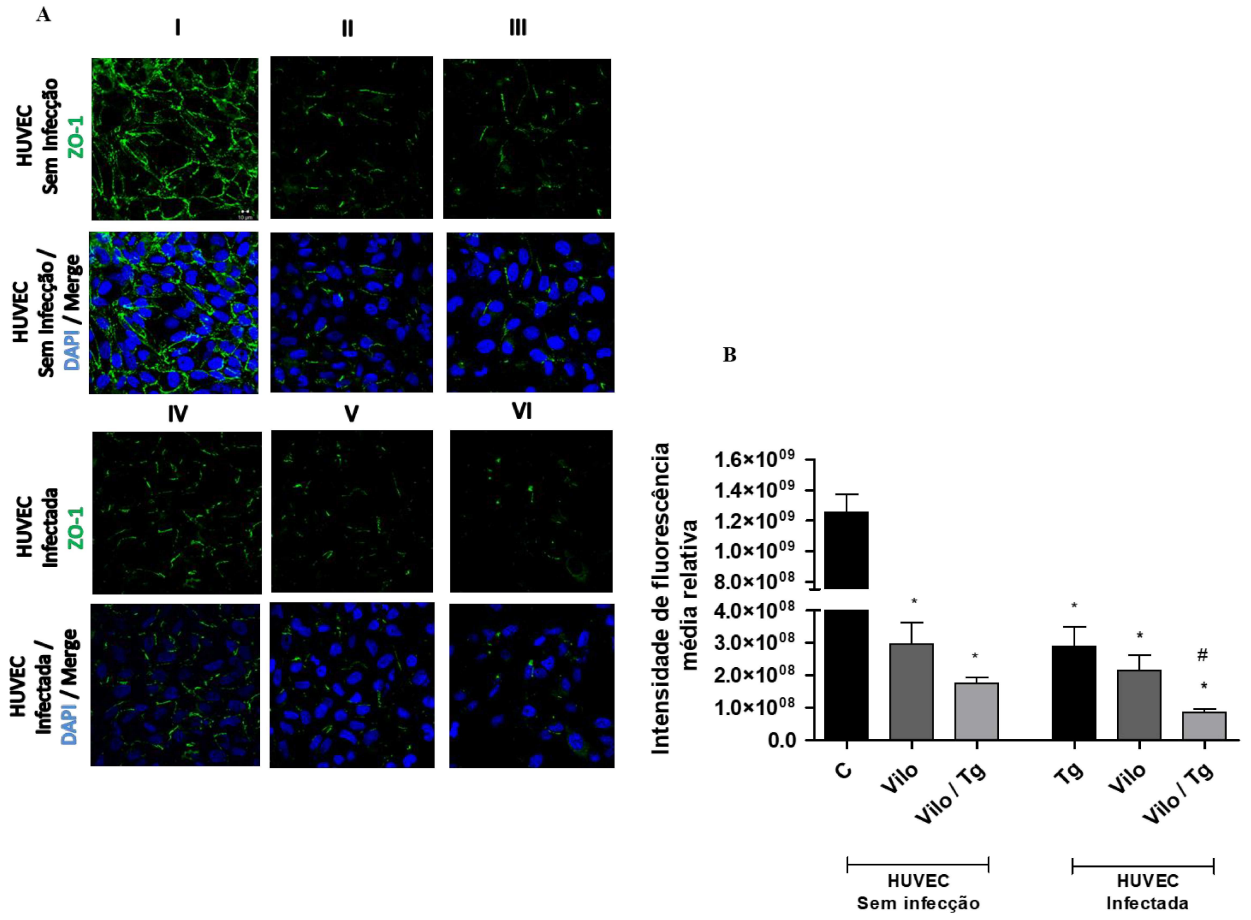 A
I II III
HUVEC
Sem Infecção
ZO-1
10 µm
HUVEC
Sem Infecção /
DAPI / Merge
IV V VI
HUVEC
Infectada
ZO-1
HUVEC
Infectada /
DAPI / Merge
B
Intensidade de fluorescência
média relativa
1.6×10⁰⁹
1.4×10⁰⁹
1.2×10⁰⁹
1.0×10⁰⁹
8.0×10⁰⁸
4.0×10⁰⁸
3.0×10⁰⁸
2.0×10⁰⁸
1.0×10⁰⁸
0.0
* * * * # *
C Vilo Vilo / Tg Tg Vilo Vilo / Tg
HUVEC
Sem infecção
HUVEC
Infectada